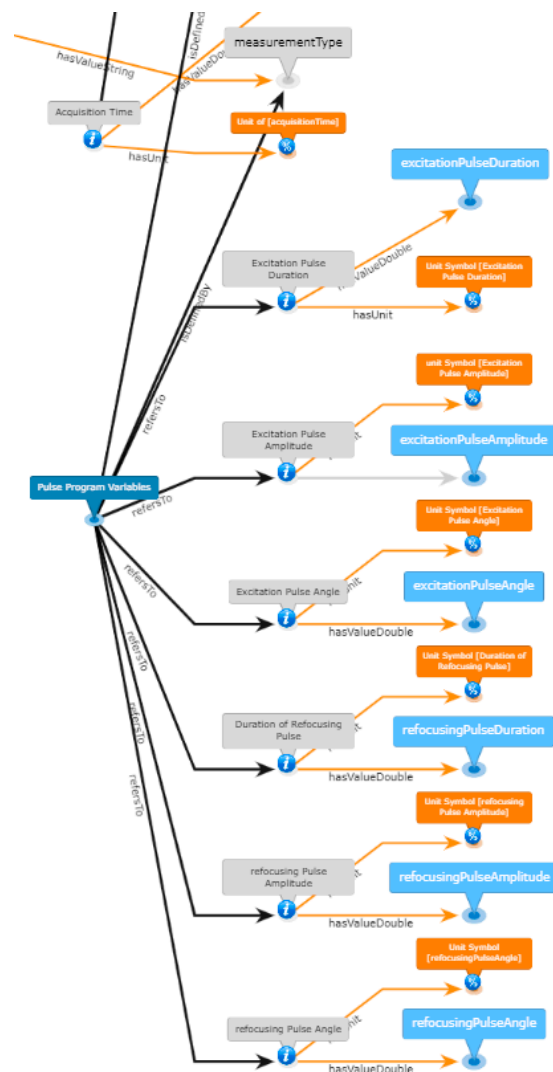 measurementType
isDefined
hasValueString
hasValueDou
Acquisition Time
Unit of [acquisitionTime]
hasUnit
excitationPulseDuration
Excitation Pulse
Duration
hasValueDouble
Unit Symbol [Excitation
Pulse Duration]
hasUnit
isDefinedBy
refersTo
unit Symbol [Excitation
Pulse Amplitude]
Excitation Pulse
Amplitude
excitationPulseAmplitude
Pulse Program Variables
refersTo
Unit Symbol [Excitation
Pulse Angle]
refersTo
Excitation Pulse Angle
excitationPulseAngle
hasValueDouble
Unit Symbol [Duration of
Refocusing Pulse]
refersTo
Duration of Refocusing
Pulse
refocusingPulseDuration
refersTo
hasValueDouble
refersTo
Unit Symbol [refocusing
Pulse Amplitude]
refocusing Pulse
Amplitude
refocusingPulseAmplitude
hasValueDouble
Unit Symbol
[refocusingPulseAngle]
refocusing Pulse Angle
refocusingPulseAngle
hasValueDouble